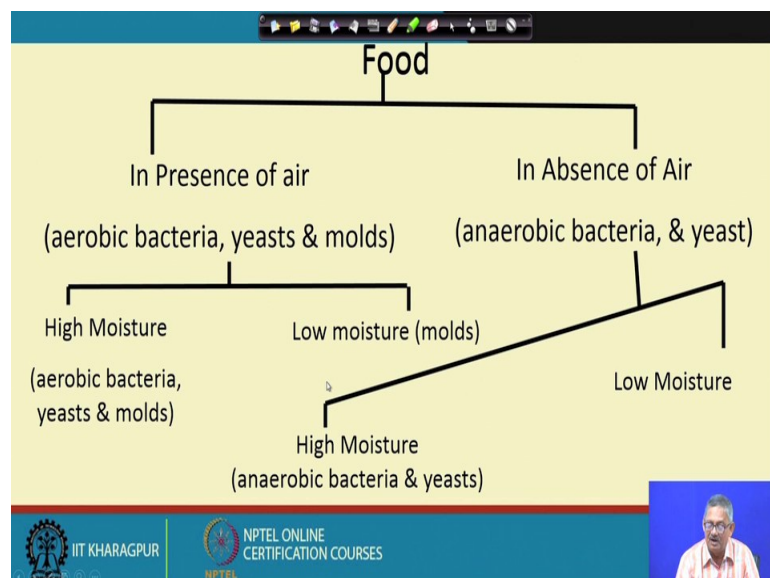 Food
In Presence of air
In Absence of Air
(aerobic bacteria, yeasts & molds)
(anaerobic bacteria, & yeast)
High Moisture
Low moisture (molds)
(aerobic bacteria,
yeasts & molds)
Low Moisture
High Moisture
(anaerobic bacteria & yeasts)
IIT KHARAGPUR
NPTEL ONLINE
CERTIFICATION COURSES
NPTEL